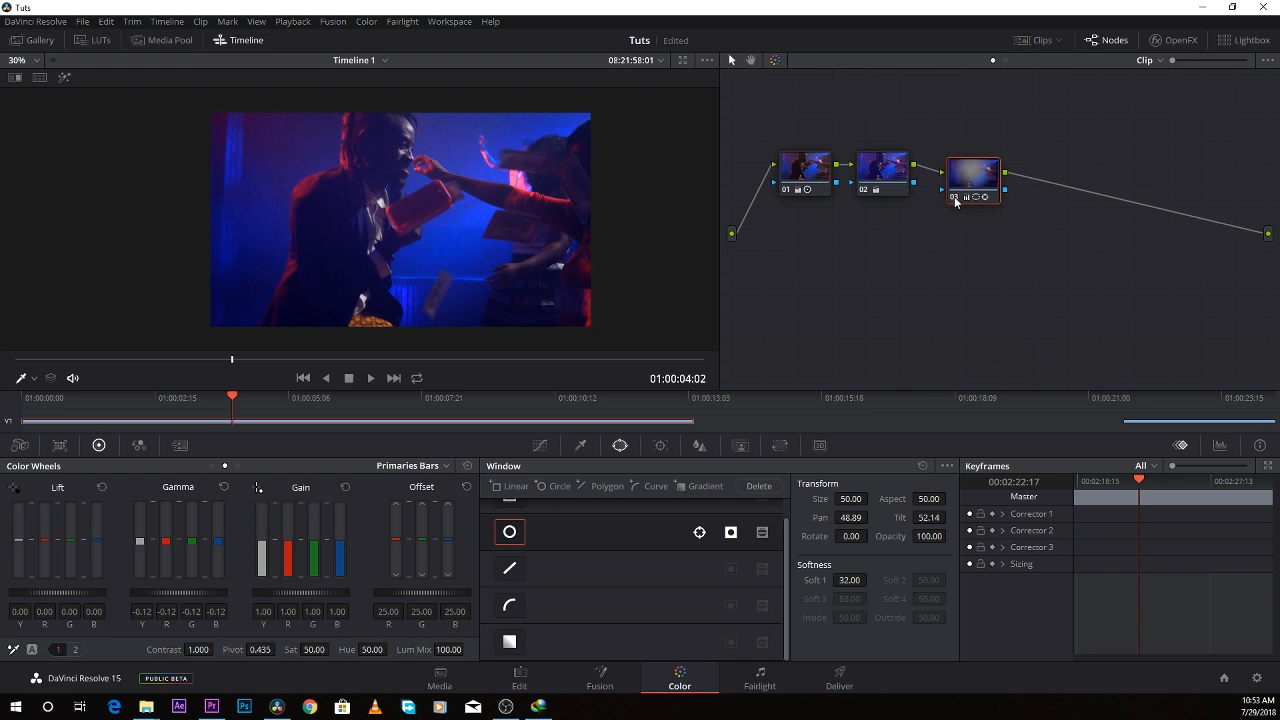 Tuts
DaVinci Resolve File Edit Trim Timeline Clip Mark View Playback Fusion Color Fairlight Workspace Help
Gallery LUTs Media Pool Timeline Tuts Edited Clips Nodes OpenFX Lightbox
30% Timeline 1 08:21:58:01 Clip
01 02 03
01:00:04:02
01:00:00:00 01:00:02:15 01:00:05:06 01:00:07:21 01:00:10:12 01:00:13:03 01:00:15:18 01:00:18:09 01:00:21:00 01:00:23:15
V1
Color Wheels Primaries Bars Window Keyframes All
Lift Gamma Gain Offset Linear Circle Polygon Curve Gradient Delete
Transform
Size 50.00 Aspect 50.00
Pan 48.89 Tilt 52.14
Rotate 0.00 Opacity 100.00
Softness
Soft 1 32.00 Soft 2 50.00
Soft 3 50.00 Soft 4 50.00
Inside 50.00 Outside 50.00
00:02:22:17 00:02:18:15 00:02:27:13
Master
Corrector 1
Corrector 2
Corrector 3
Sizing
0.00 0.00 0.00 0.00 -0.12 -0.12 -0.12 -0.12 1.00 1.00 1.00 1.00 25.00 25.00 25.00
Y R G B Y R G B Y R G B R G B
A 1 2 Contrast 1.000 Pivot 0.435 Sat 50.00 Hue 50.00 Lum Mix 100.00
DaVinci Resolve 15 PUBLIC BETA Media Edit Fusion Color Fairlight Deliver
Ae Pr Ps
10:53 AM
7/29/2018